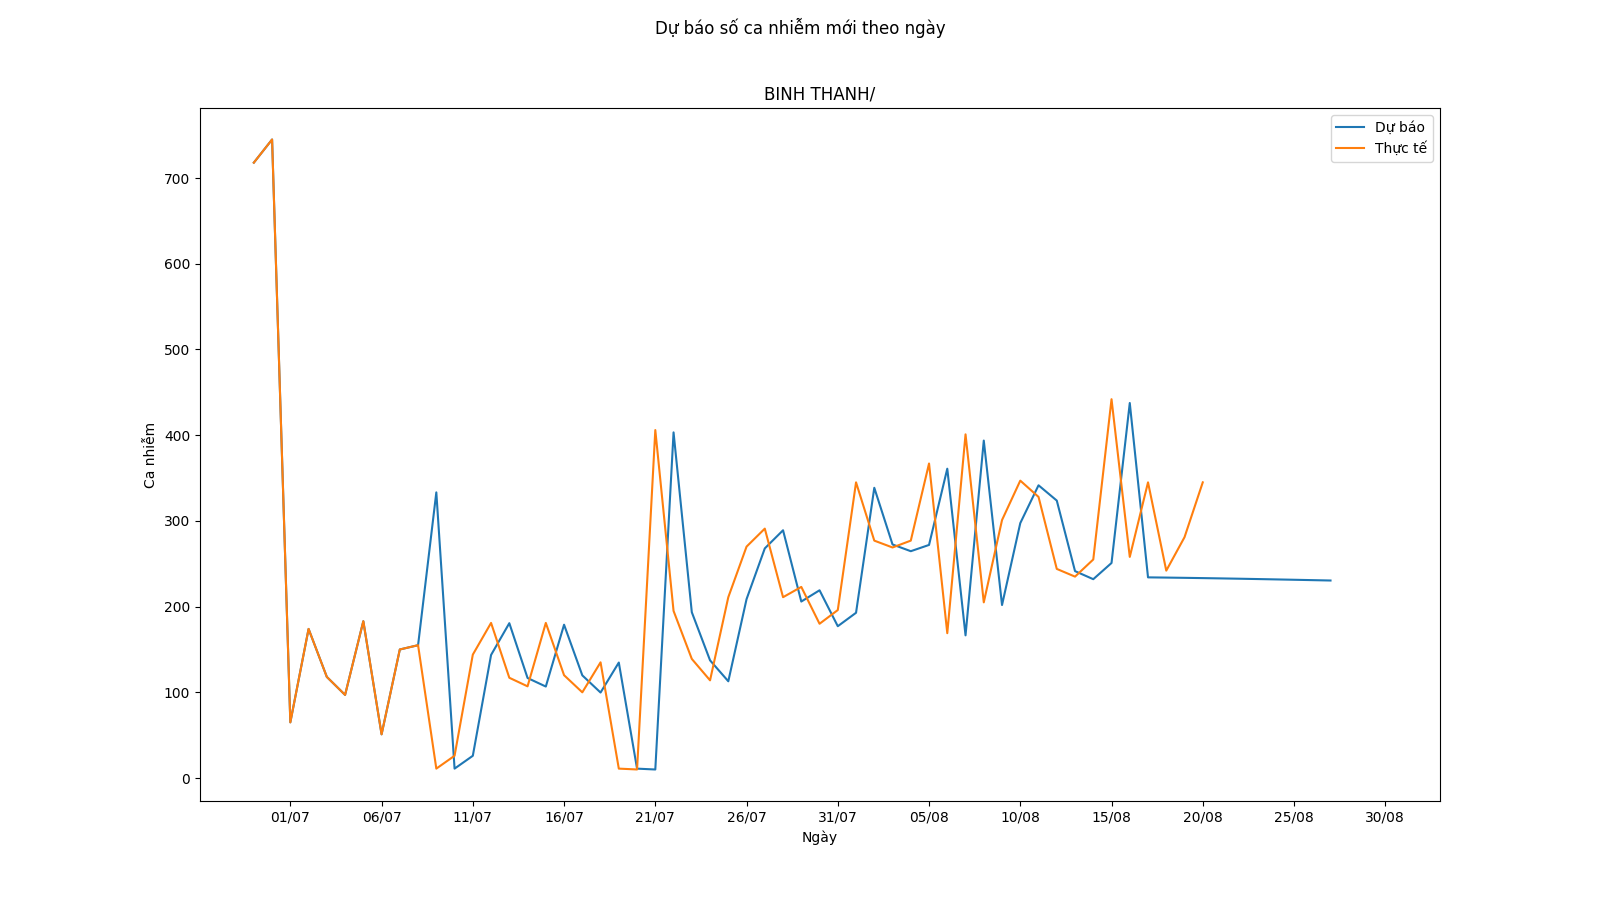 Dự báo số ca nhiễm mới theo ngày
BINH THANH/
Dự báo
Thực tế
700
600
500
400
300
200
100
0
Ca nhiễm
01/07 06/07 11/07 16/07 21/07 26/07 31/07 05/08 10/08 15/08 20/08 25/08 30/08
Ngày